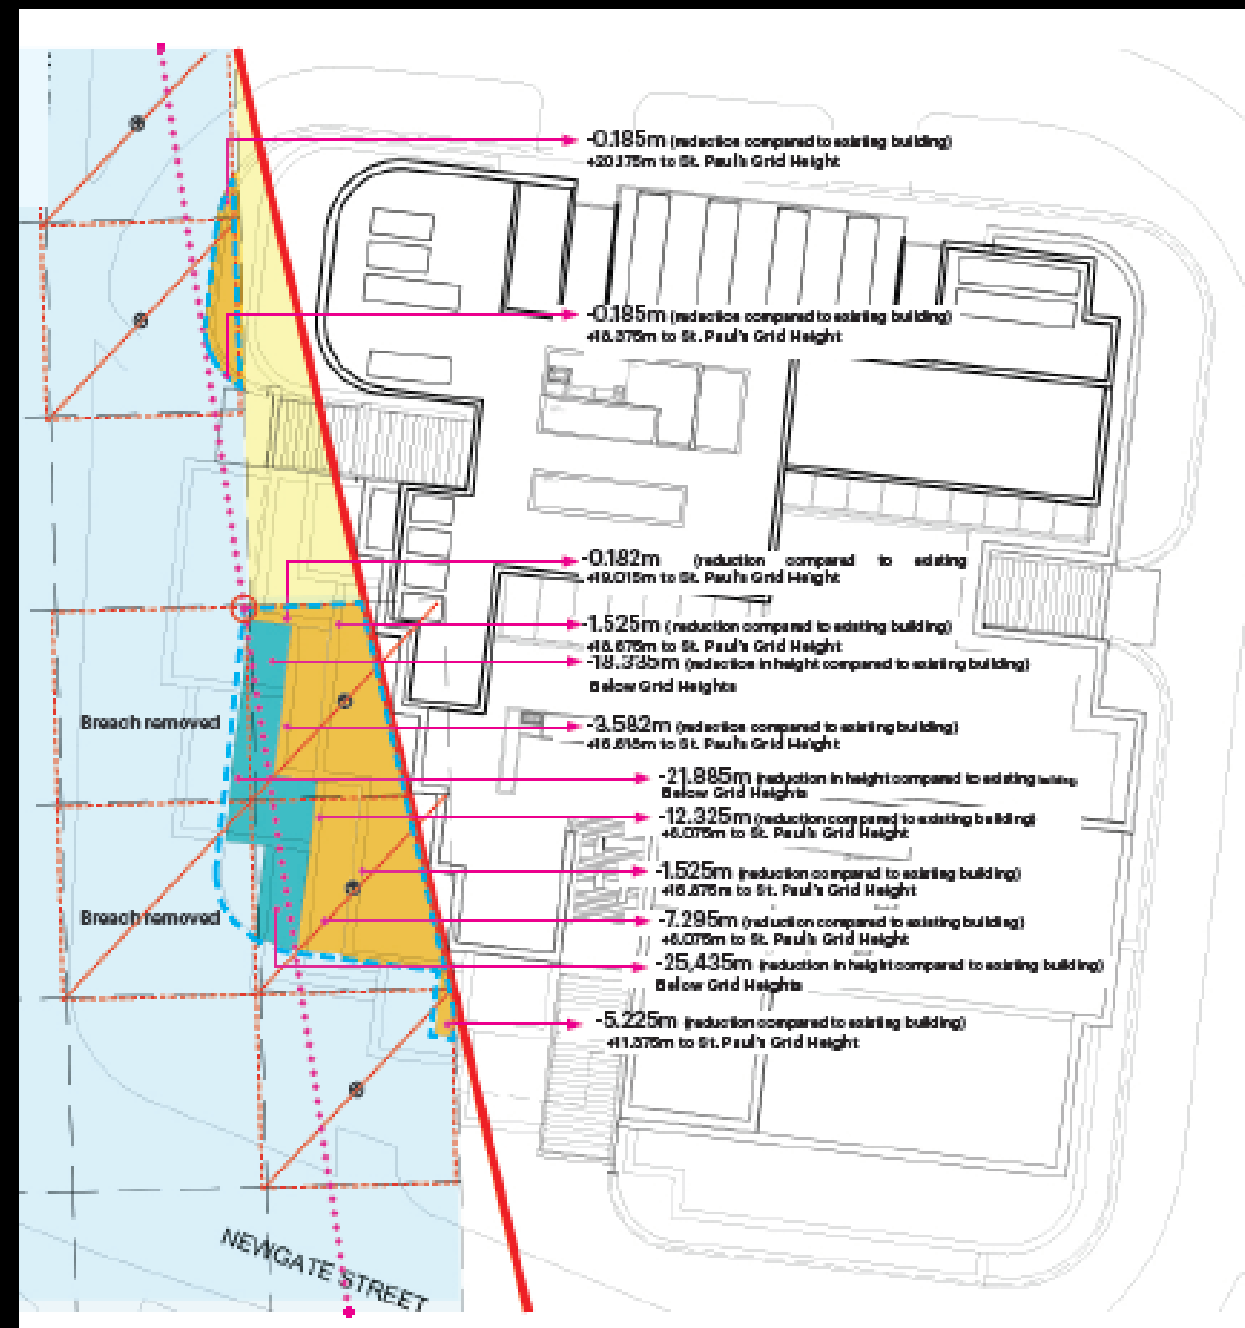 -0.185m (reduction compared to existing building)
+20.175m to St. Paul's Grid Height
-0.185m (reduction compared to existing building)
+18.375m to St. Paul's Grid Height
-0.182m (reduction compared to existing
+19.015m to St. Paul's Grid Height
-1.525m (reduction compared to existing building)
+18.675m to St. Paul's Grid Height
-18.335m (reduction in height compared to existing building)
Below Grid Heights
Breach removed
-3.582m (reduction compared to existing building)
+16.618m to St. Paul's Grid Height
-21.885m (reduction in height compared to existing building
Below Grid Heights
-12.325m (reduction compared to existing building)
+6.075m to St. Paul's Grid Height
-1.525m (reduction compared to existing building)
+16.875m to St. Paul's Grid Height
Breach removed
-7.295m (reduction compared to existing building)
+6.075m to St. Paul's Grid Height
-25,435m (reduction in height compared to existing building)
Below Grid Heights
-5.225m (reduction compared to existing building)
+11.375m to St. Paul's Grid Height
NEWGATE STREET